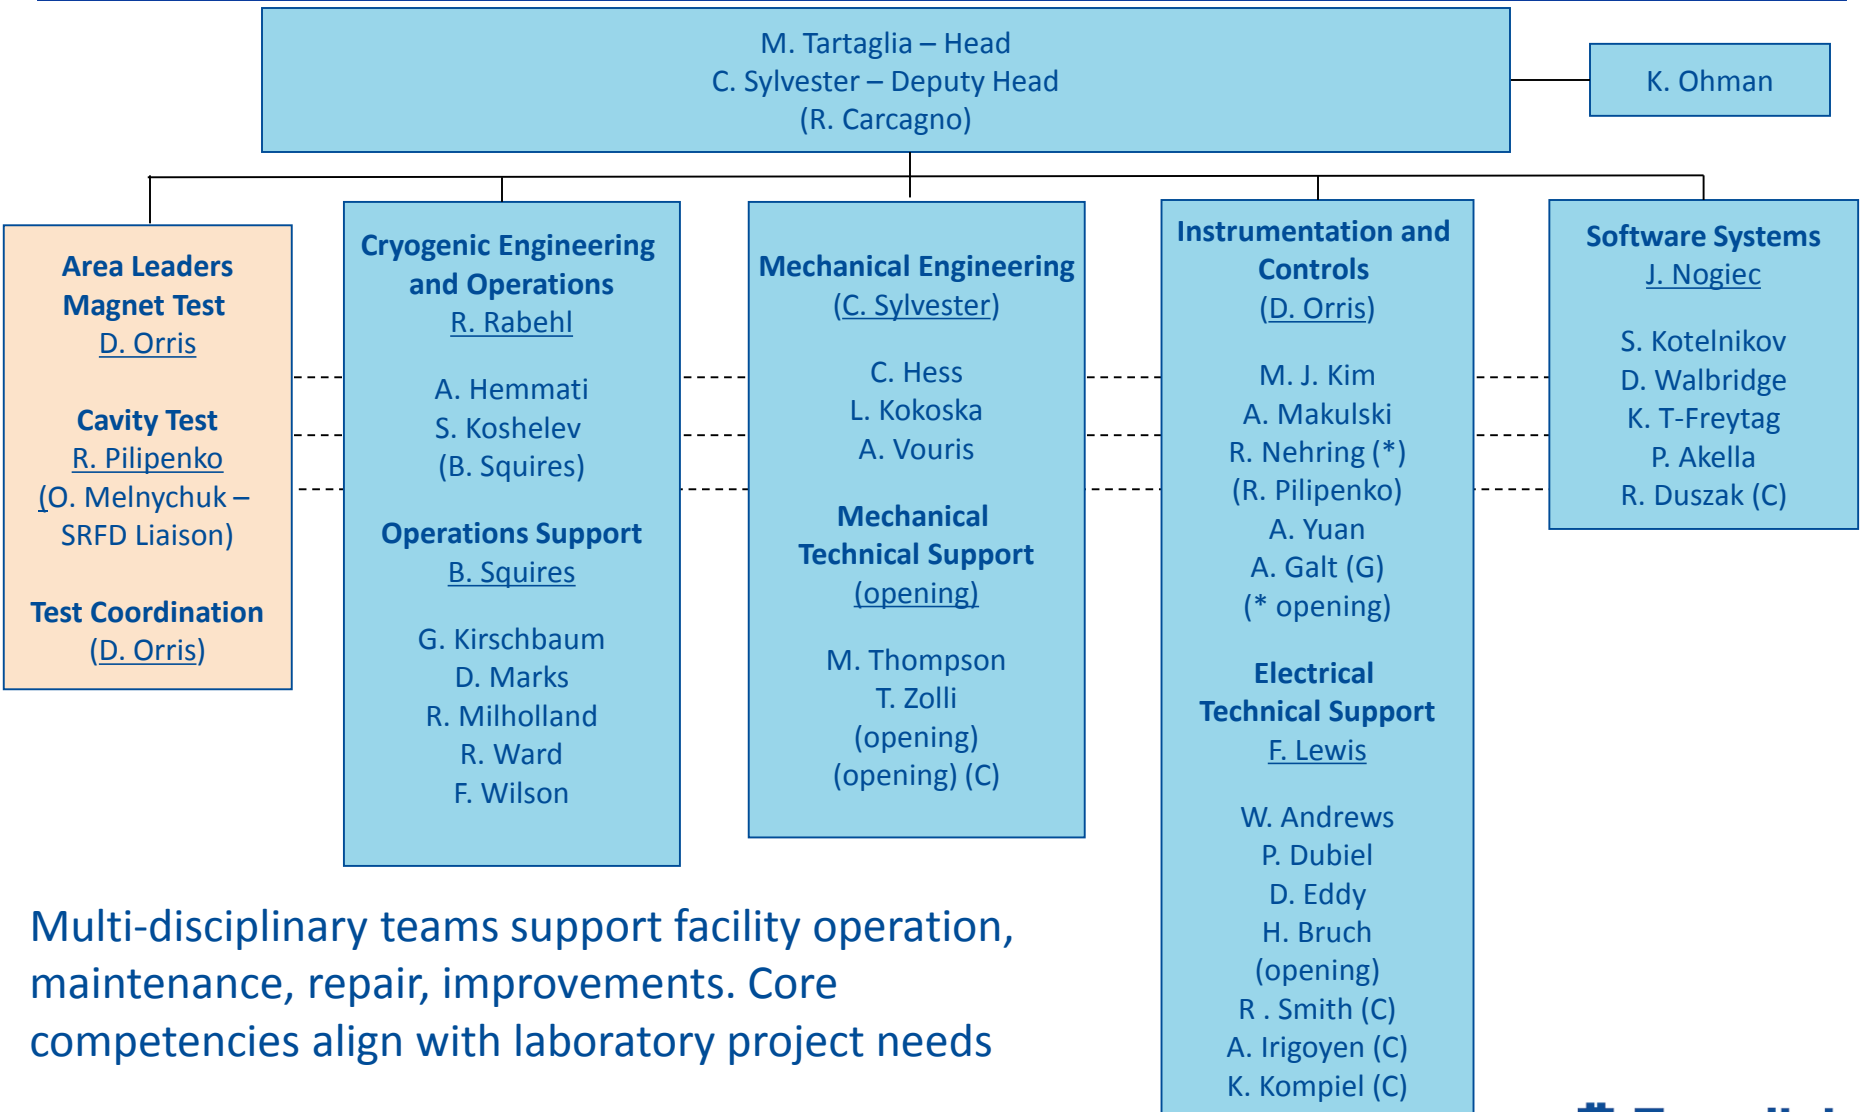 M. Tartaglia – Head
C. Sylvester – Deputy Head
(R. Carcagno)
K. Ohman
Area Leaders
Magnet Test
D. Orris
Cavity Test
R. Pilipenko
(O. Melnychuk –
SRFD Liaison)
Test Coordination
(D. Orris)
Cryogenic Engineering
and Operations
R. Rabehl
A. Hemmati
S. Koshelev
(B. Squires)
Operations Support
B. Squires
G. Kirschbaum
D. Marks
R. Milholland
R. Ward
F. Wilson
Mechanical Engineering
(C. Sylvester)
C. Hess
L. Kokoska
A. Vouris
Mechanical
Technical Support
(opening)
M. Thompson
T. Zolli
(opening)
(opening) (C)
Instrumentation and
Controls
(D. Orris)
M. J. Kim
A. Makulski
R. Nehring (*)
(R. Pilipenko)
A. Yuan
A. Galt (G)
(* opening)
Electrical
Technical Support
F. Lewis
W. Andrews
P. Dubiel
D. Eddy
H. Bruch
(opening)
R . Smith (C)
A. Irigoyen (C)
K. Kompiel (C)
Software Systems
J. Nogiec
S. Kotelnikov
D. Walbridge
K. T-Freytag
P. Akella
R. Duszak (C)
Multi-disciplinary teams support facility operation,
maintenance, repair, improvements. Core
competencies align with laboratory project needs